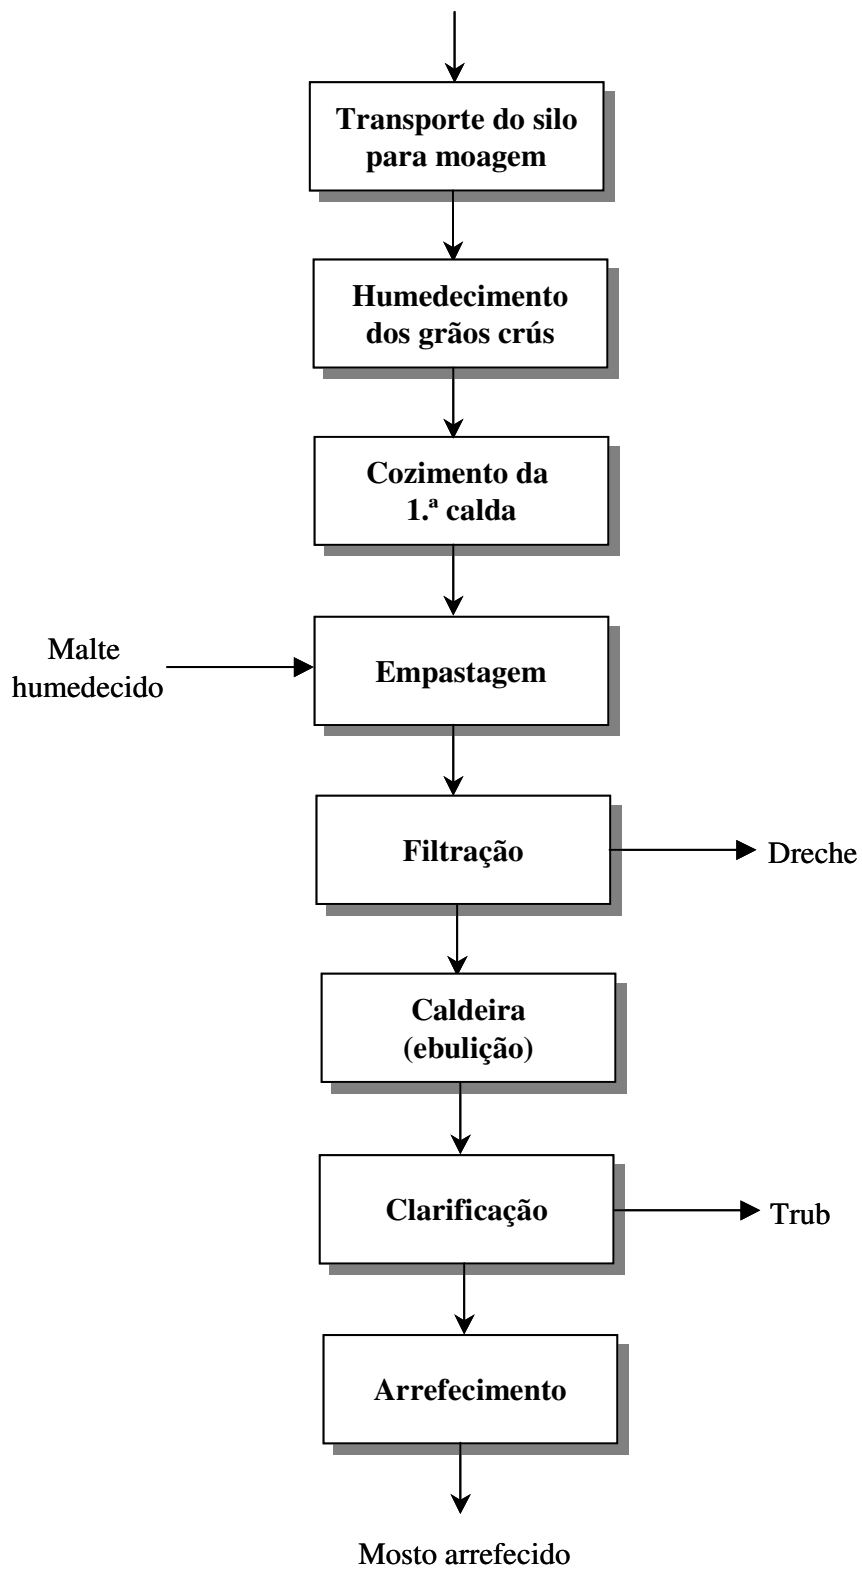 Transporte do silo
para moagem
Humedecimento
dos grãos crús
Cozimento da
1.ª calda
Malte
humedecido
Empastagem
Filtração
Dreche
Caldeira
(ebulição)
Clarificação
Trub
Arrefecimento
Mosto arrefecido